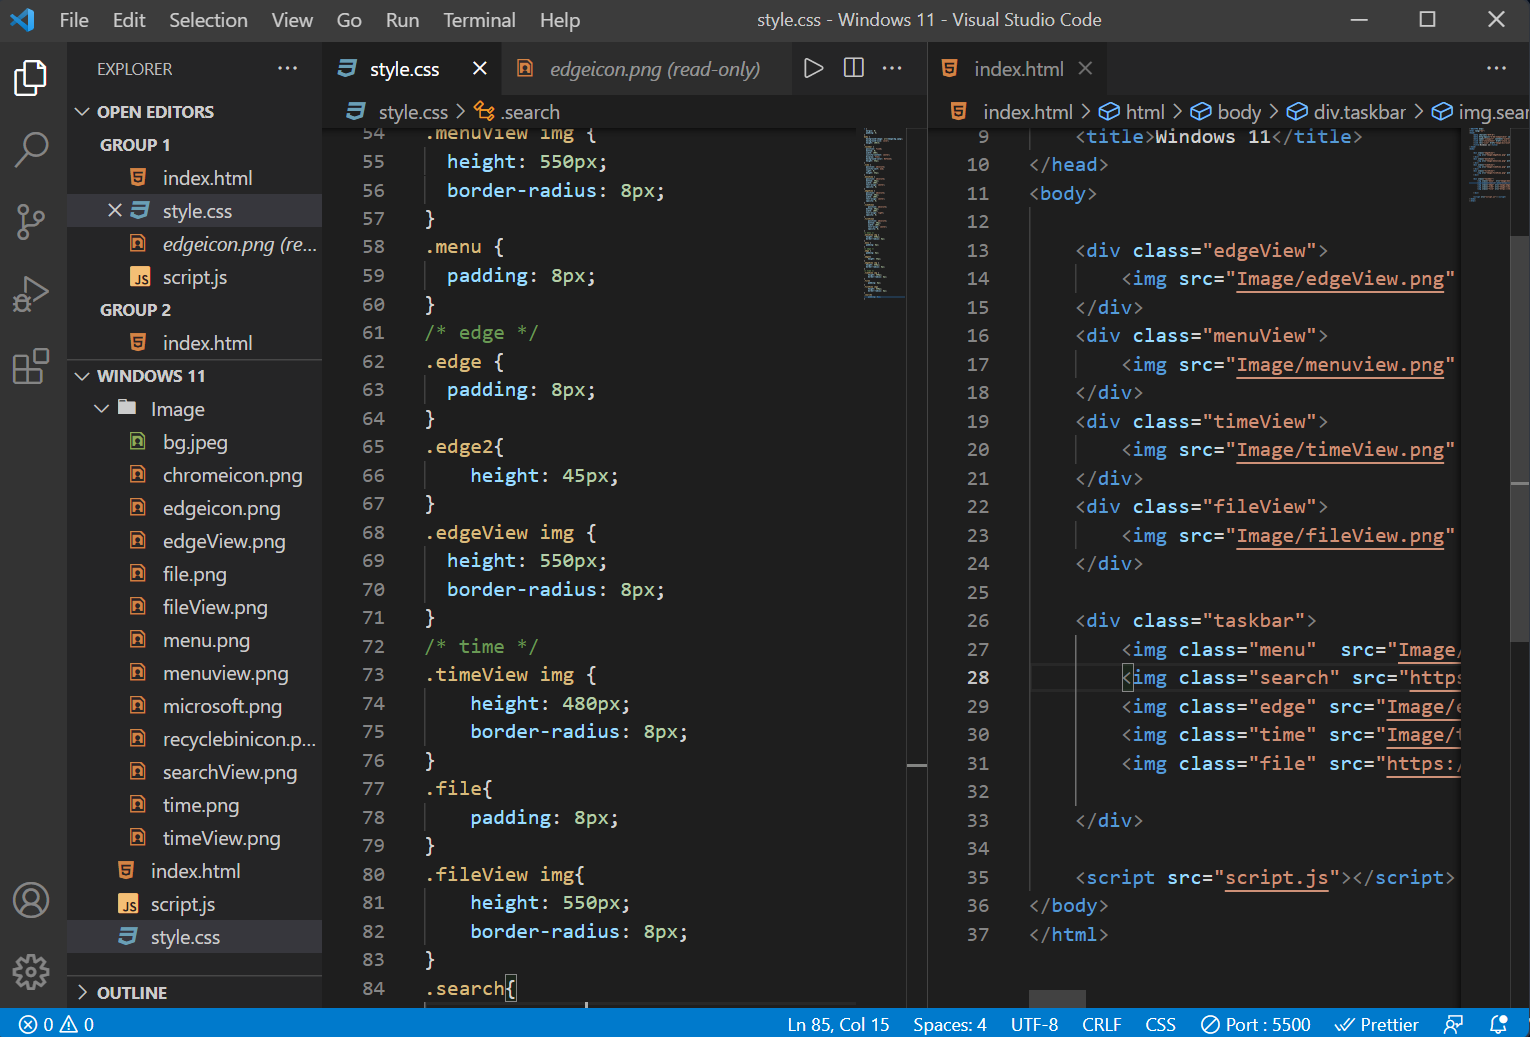 File Edit Selection View Go Run Terminal Help
style.css - Windows 11 - Visual Studio Code
EXPLORER
OPEN EDITORS
GROUP 1
index.html
style.css
edgeicon.png (re...
script.js
GROUP 2
index.html
WINDOWS 11
Image
bg.jpeg
chromeicon.png
edgeicon.png
edgeView.png
file.png
fileView.png
menu.png
menuview.png
microsoft.png
recyclebinicon.p...
searchView.png
time.png
timeView.png
index.html
script.js
style.css
OUTLINE
style.css
edgeicon.png (read-only)
style.css > .search
54 .menuView img {
55 height: 550px;
56 border-radius: 8px;
57 }
58 .menu {
59 padding: 8px;
60 }
61 /* edge */
62 .edge {
63 padding: 8px;
64 }
65 .edge2{
66 height: 45px;
67 }
68 .edgeView img {
69 height: 550px;
70 border-radius: 8px;
71 }
72 /* time */
73 .timeView img {
74 height: 480px;
75 border-radius: 8px;
76 }
77 .file{
78 padding: 8px;
79 }
80 .fileView img{
81 height: 550px;
82 border-radius: 8px;
83 }
84 .search{
index.html
index.html > html > body > div.taskbar > img.sear
9 <title>Windows 11</title>
10 </head>
11 <body>
12
13 <div class="edgeView">
14 <img src="Image/edgeView.png"
15 </div>
16 <div class="menuView">
17 <img src="Image/menuview.png"
18 </div>
19 <div class="timeView">
20 <img src="Image/timeView.png"
21 </div>
22 <div class="fileView">
23 <img src="Image/fileView.png"
24 </div>
25
26 <div class="taskbar">
27 <img class="menu"  src="Image/
28 <img class="search" src="https
29 <img class="edge" src="Image/e
30 <img class="time" src="Image/t
31 <img class="file" src="https:/
32
33 </div>
34
35 <script src="script.js"></script>
36 </body>
37 </html>
0 0
Ln 85, Col 15 Spaces: 4 UTF-8 CRLF CSS Port : 5500 Prettier